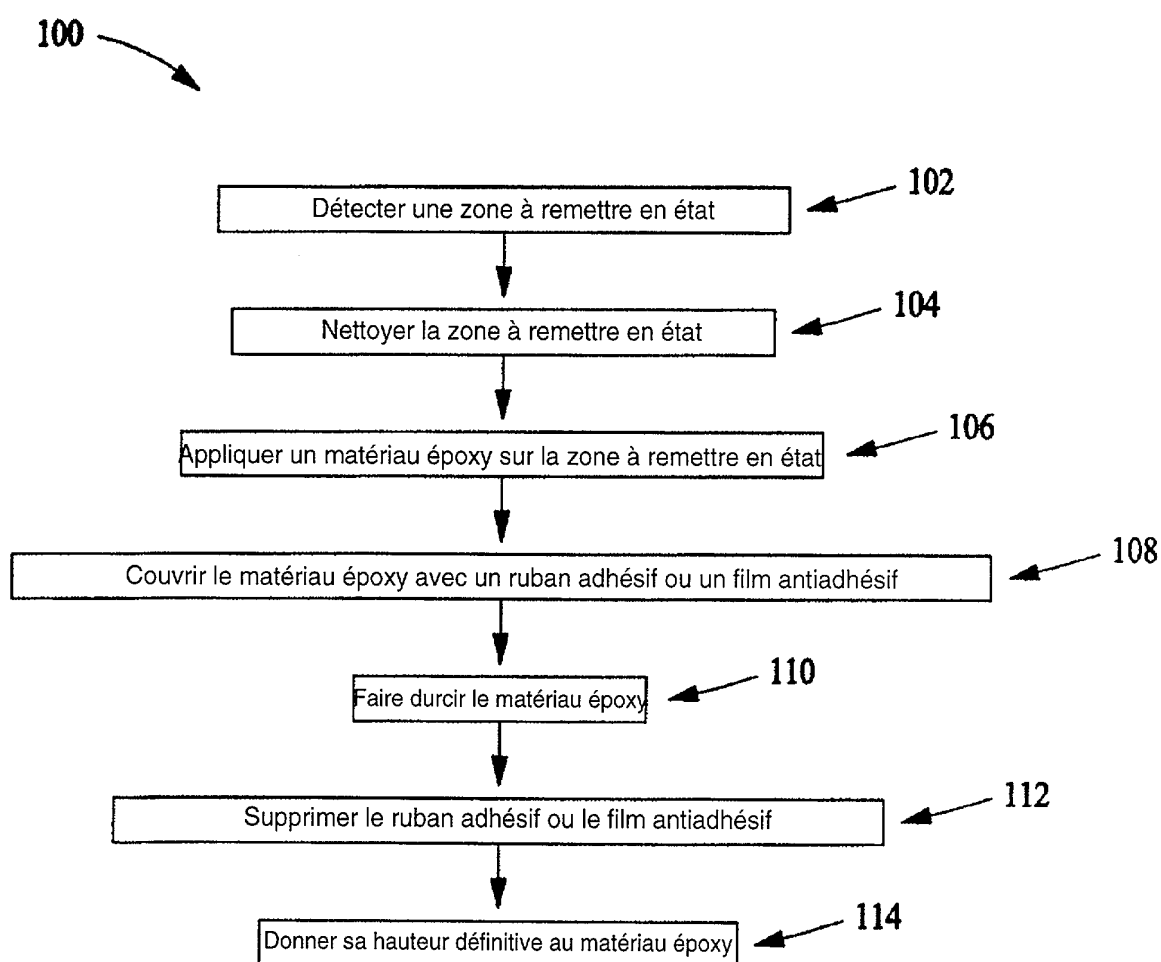 100
Détecter une zone à remettre en état
102
Nettoyer la zone à remettre en état
104
Appliquer un matériau époxy sur la zone à remettre en état
106
Couvrir le matériau époxy avec un ruban adhésif ou un film antiadhésif
108
Faire durcir le matériau époxy
110
Supprimer le ruban adhésif ou le film antiadhésif
112
Donner sa hauteur définitive au matériau époxy
114